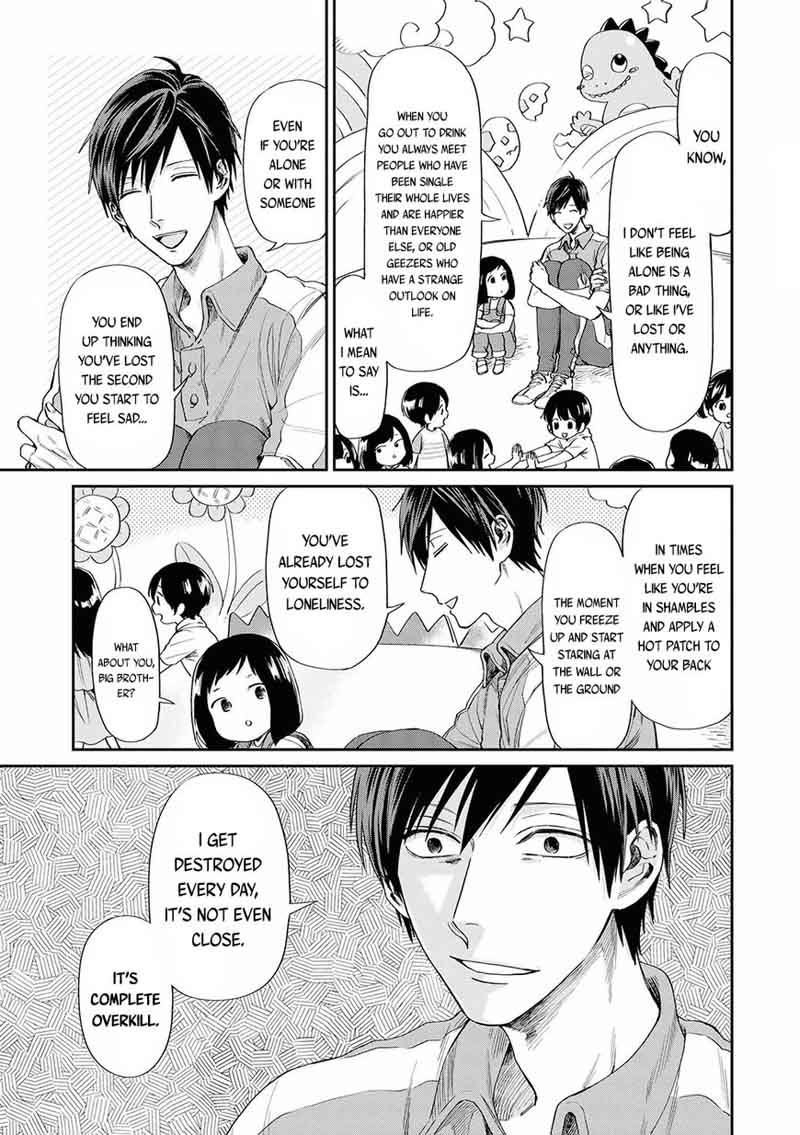 YOU
KNOW,
I DON'T FEEL
LIKE BEING
ALONE IS A
BAD THING,
OR LIKE I'VE
LOST OR
ANYTHING.
WHEN YOU
GO OUT TO DRINK
YOU ALWAYS MEET
PEOPLE WHO HAVE
BEEN SINGLE
THEIR WHOLE LIVES
AND ARE HAPPIER
THAN EVERYONE
ELSE, OR OLD
GEEZERS WHO
HAVE A STRANGE
OUTLOOK ON
LIFE.
WHAT
I MEAN TO
SAY
IS...
EVEN
IF YOU'RE
ALONE
OR WITH
SOMEONE
YOU END
UP THINKING
YOU'VE LOST
THE SECOND
YOU START TO
FEEL SAD...
IN TIMES
WHEN YOU FEEL
LIKE YOU'RE
IN SHAMBLES
AND APPLY A
HOT PATCH TO
YOUR BACK
THE MOMENT
YOU FREEZE
UP AND START
STARING AT
THE WALL OR
THE GROUND
YOU'VE
ALREADY LOST
YOURSELF TO
LONELINESS.
WHAT
ABOUT YOU,
BIG BROTH-
ER?
I GET
DESTROYED
EVERY DAY,
IT'S NOT EVEN
CLOSE.
IT'S
COMPLETE
OVERKILL.